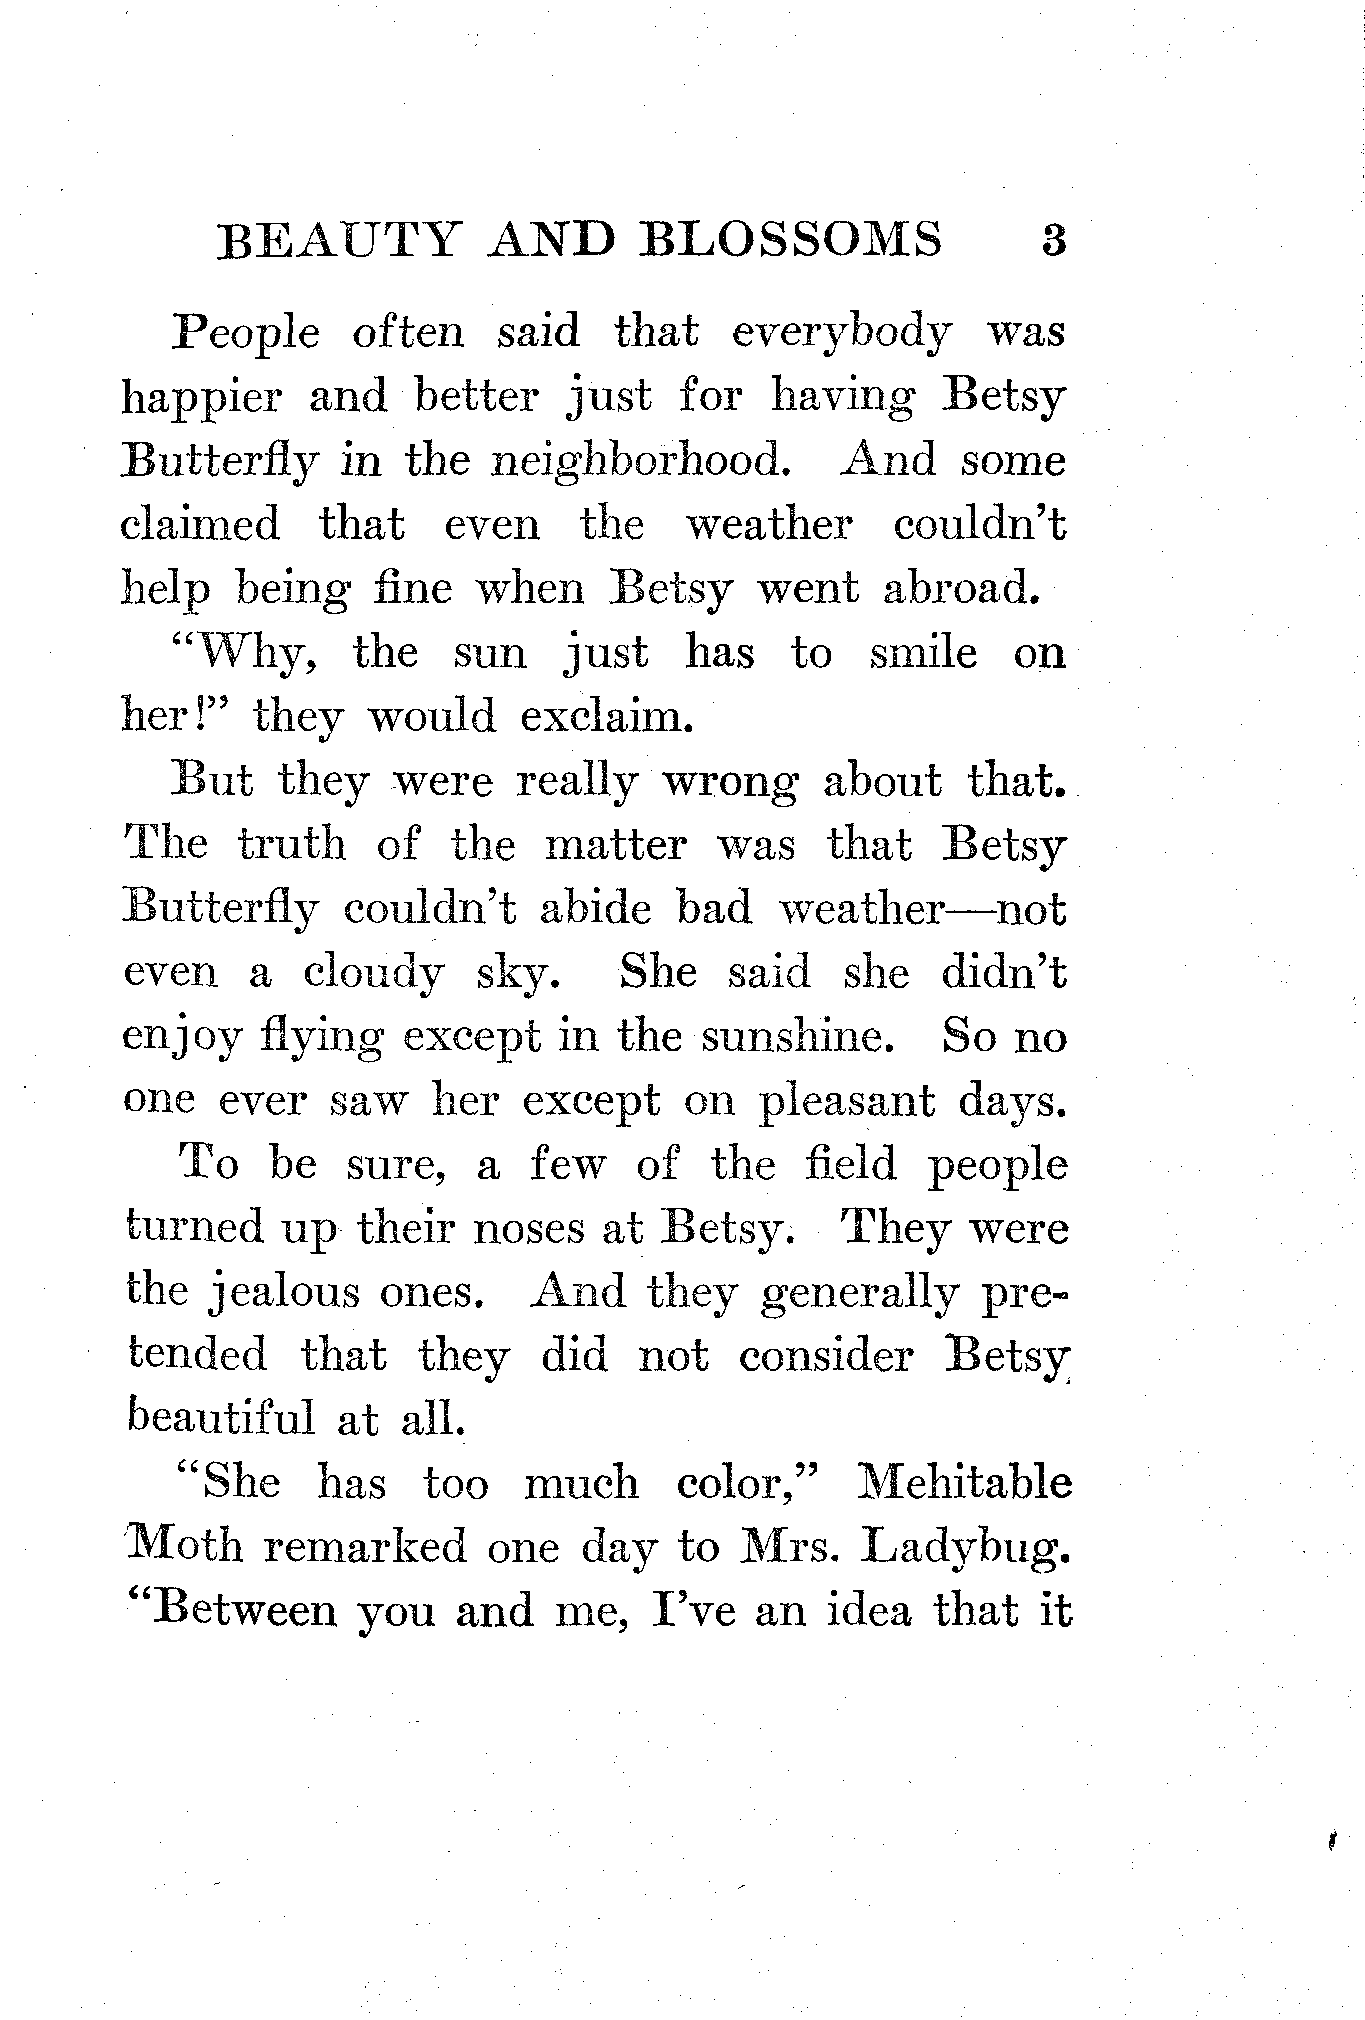 BEAUTY AND BLOSSOMS 3
People often said that everybody was
happier and better just for having Betsy
Butterfly in the neighborhood. And some
claimed that even the weather couldn't
help being fine when Betsy went abroad.
"Why, the sun just has to smile on
her!" they would exclaim.
But they were really wrong about that.
The truth of the matter was that Betsy
Butterfly couldn't abide bad weather—not
even a cloudy sky. She said she didn't
enjoy flying except in the sunshine. So no
one ever saw her except on pleasant days.
To be sure, a few of the field people
turned up their noses at Betsy. They were
the jealous ones. And they generally pre-
tended that they did not consider Betsy
beautiful at all.
"She has too much color," Mehitable
Moth remarked one day to Mrs. Ladybug.
"Between you and me, I've an idea that it